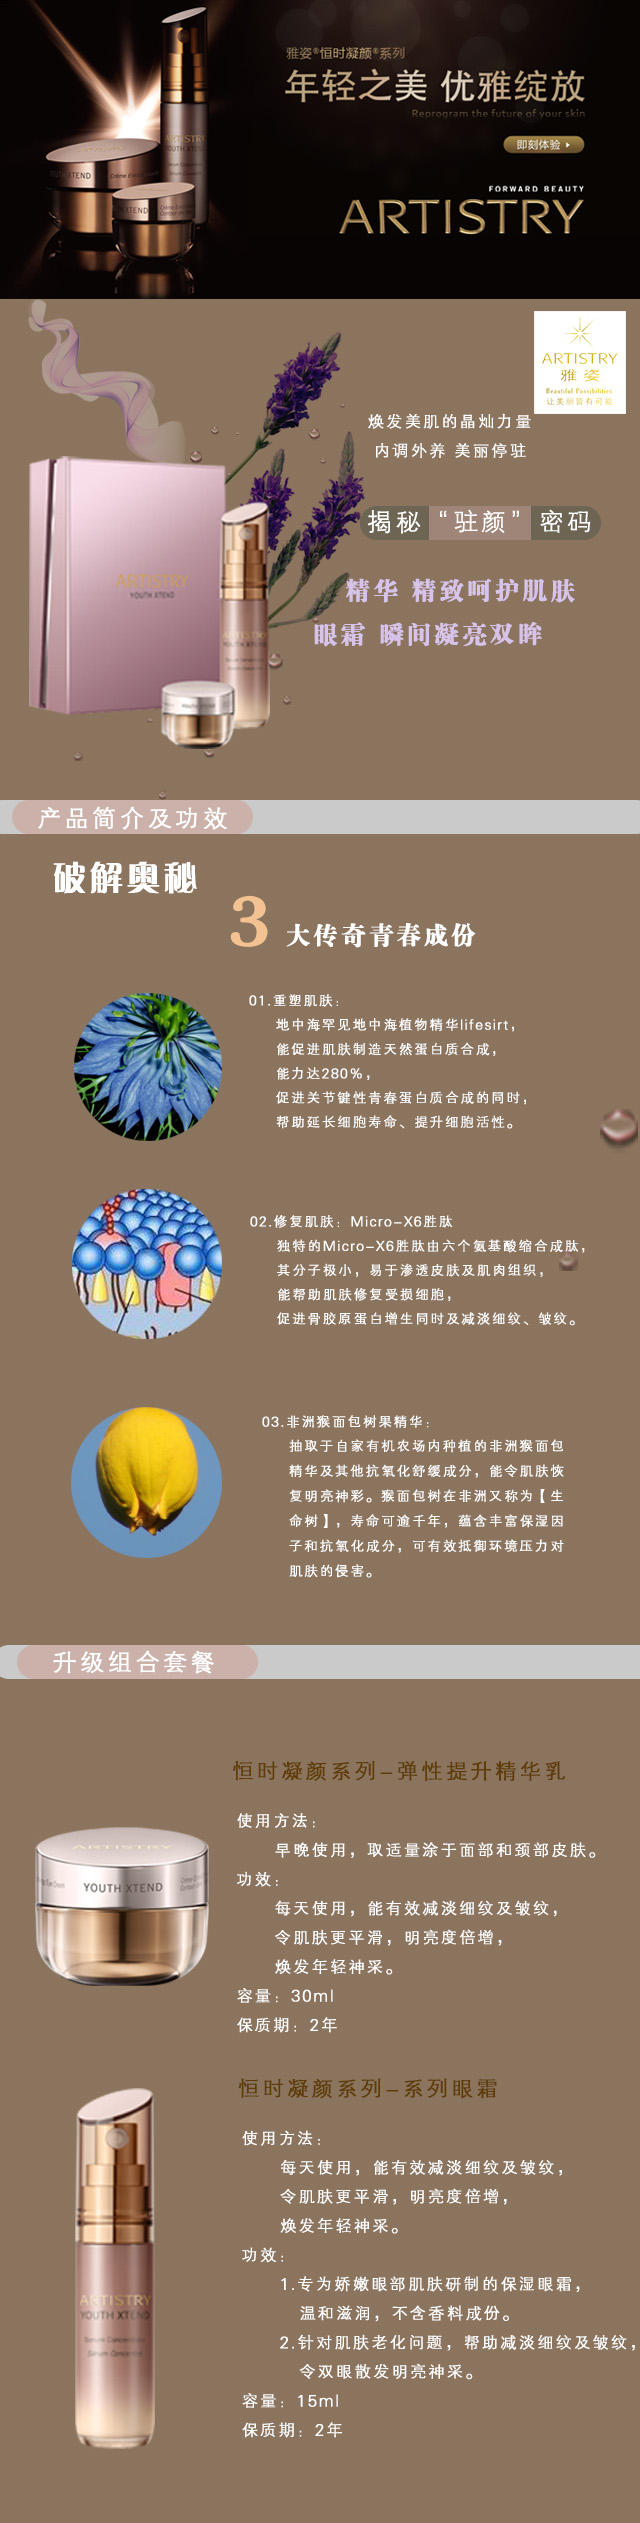 雅姿®恒时凝颜®系列
年轻之美 优雅绽放
Reprogram the future of your skin
即刻体验
FORWARD BEAUTY
ARTISTRY
ARTISTRY
雅姿
Beautiful Possibilities
让美丽皆有可能
焕发美肌的晶灿力量
内调外养 美丽停驻
揭秘 “驻颜” 密码
ARTISTRY
YOUTH XTEND
精华 精致呵护肌肤
眼霜 瞬间凝亮双眸
产品简介及功效
破解奥秘
3 大传奇青春成份
01.重塑肌肤：
地中海罕见地中海植物精华lifesirt，
能促进肌肤制造天然蛋白质合成，
能力达280%，
促进关节键性青春蛋白质合成的同时，
帮助延长细胞寿命、提升细胞活性。
02.修复肌肤：Micro-X6胜肽
独特的Micro-X6胜肽由六个氨基酸缩合成肽，
其分子极小，易于渗透皮肤及肌肉组织，
能帮助肌肤修复受损细胞，
促进骨胶原蛋白增生同时及减淡细纹、皱纹。
03.非洲猴面包树果精华：
抽取于自家有机农场内种植的非洲猴面包
精华及其他抗氧化舒缓成分，能令肌肤恢
复明亮神彩。猴面包树在非洲又称为【生
命树】，寿命可逾千年，蕴含丰富保湿因
子和抗氧化成分，可有效抵御环境压力对
肌肤的侵害。
升级组合套餐
恒时凝颜系列-弹性提升精华乳
使用方法：
早晚使用，取适量涂于面部和颈部皮肤。
功效：
每天使用，能有效减淡细纹及皱纹，
令肌肤更平滑，明亮度倍增，
焕发年轻神采。
容量：30ml
保质期：2年
ARTISTRY
YOUTH XTEND
恒时凝颜系列-系列眼霜
使用方法：
每天使用，能有效减淡细纹及皱纹，
令肌肤更平滑，明亮度倍增，
焕发年轻神采。
功效：
1.专为娇嫩眼部肌肤研制的保湿眼霜，
温和滋润，不含香料成份。
2.针对肌肤老化问题，帮助减淡细纹及皱纹，
令双眼散发明亮神采。
容量：15ml
保质期：2年
ARTISTRY
YOUTH XTEND